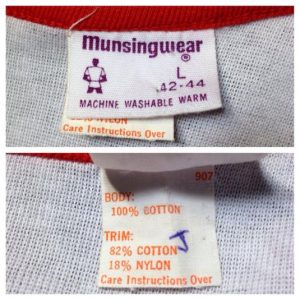 munsingwear
®
L
42-44
MACHINE WASHABLE WARM
NYLON
Care Instructions Over
907
BODY:
100% COTTON
TRIM:
82% COTTON
18% NYLON
Care Instructions Over
J